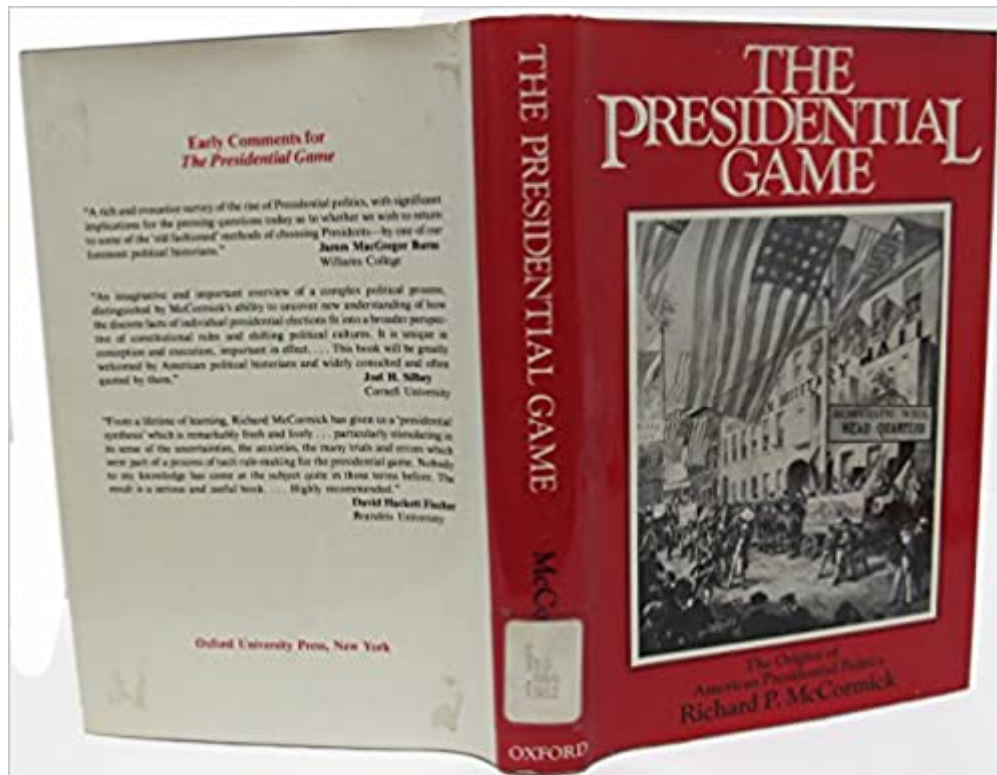 Early Comments for
The Presidential Game
"A rich and evocative survey of the rise of Presidential politics, with significant
implications for the pressing questions today as to whether we wish to return
to some of the 'old fashioned' methods of choosing Presidents—by one of our
foremost political historians."
James MacGregor Burns
Williams College
"An imaginative and important overview of a complex political process,
distinguished by McCormick's ability to uncover new understanding of how
the discrete facts of individual presidential elections fit into a broader perspec-
tive of constitutional rules and shifting political cultures. It is unique in
conception and execution, important in effect. . . . This book will be greatly
welcomed by American political historians and widely consulted and often
quoted by them."
Joel H. Silbey
Cornell University
"From a lifetime of learning, Richard McCormick has given us a 'presidential
synthesis' which is remarkably fresh and lively . . . particularly stimulating in
its sense of the uncertainties, the anxieties, the many trials and errors which
were part of a process of tacit rule-making for the presidential game. Nobody
to my knowledge has come at the subject quite in these terms before. The
result is a serious and useful book. . . . Highly recommended."
David Hackett Fischer
Brandeis University
Oxford University Press, New York
THE PRESIDENTIAL GAME
McCo
OXFORD
THE
PRESIDENTIAL
GAME
HALL
DEMOCRATIC WHIG
HEAD QUARTERS
The Origins of
American Presidential Politics
Richard P. McCormick